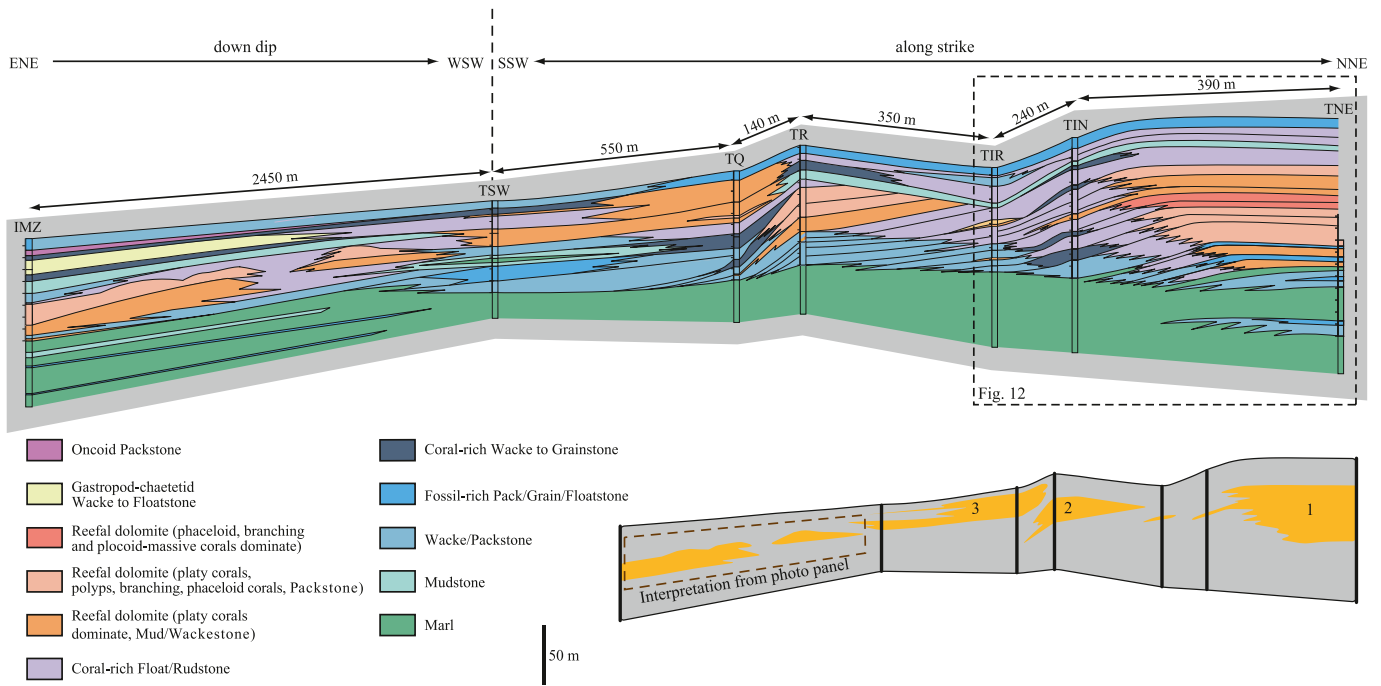 down dip
along strike
ENE
WSW
SSW
NNE
2450 m
550 m
140 m
350 m
240 m
390 m
IMZ
TSW
TQ
TR
TIR
TIN
TNE
Fig. 12
Oncoid Packstone
Gastropod-chaetetid
Wacke to Floatstone
Reefal dolomite (phaceloid, branching
and plocoid-massive corals dominate)
Reefal dolomite (platy corals,
polyps, branching, phaceloid corals, Packstone)
Reefal dolomite (platy corals
dominate, Mud/Wackestone)
Coral-rich Float/Rudstone
Coral-rich Wacke to Grainstone
Fossil-rich Pack/Grain/Floatstone
Wacke/Packstone
Mudstone
Marl
50 m
3
2
1
Interpretation from photo panel